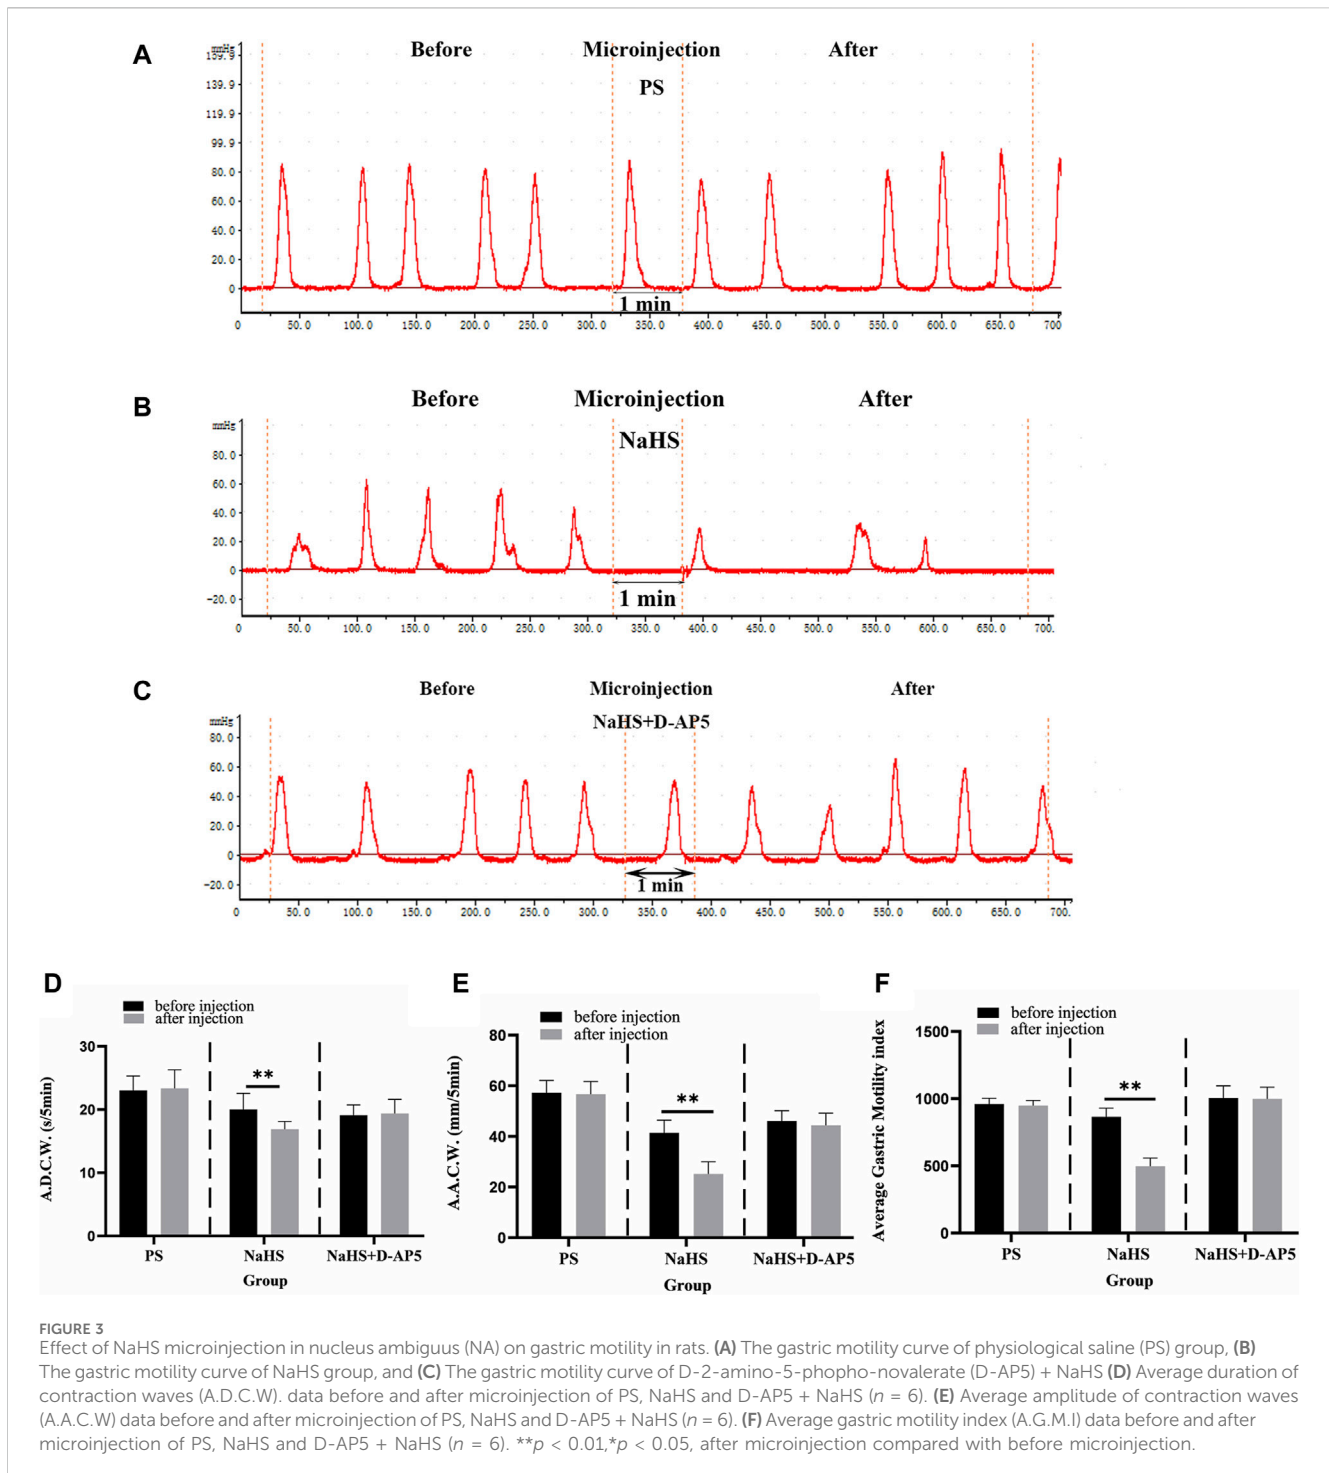 A
Before
Microinjection
After
PS
mmHg
159.9
139.9
119.9
99.9
80.0
60.0
40.0
20.0
0
1 min
0 50.0 100.0 150.0 200.0 250.0 300.0 350.0 400.0 450.0 500.0 550.0 600.0 650.0 700
B
Before
Microinjection
After
NaHS
mmHg
80.0
60.0
40.0
20.0
0
-20.0
1 min
0 50.0 100.0 150.0 200.0 250.0 300.0 350.0 400.0 450.0 500.0 550.0 600.0 650.0 700.
C
Before
Microinjection
After
NaHS+D-AP5
mmHg
80.0
60.0
40.0
20.0
0
-20.0
1 min
0 50.0 100.0 150.0 200.0 250.0 300.0 350.0 400.0 450.0 500.0 550.0 600.0 650.0 700.
D
before injection
after injection
A.D.C.W. (s/5min)
30
20
10
0
**
PS NaHS NaHS+D-AP5
Group
E
before injection
after injection
A.A.C.W. (mm/5min)
80
60
40
20
0
**
PS NaHS NaHS+D-AP5
Group
F
before injection
after injection
Average Gastric Motility index
1500
1000
500
0
**
PS NaHS NaHS+D-AP5
Group
FIGURE 3
Effect of NaHS microinjection in nucleus ambiguus (NA) on gastric motility in rats. (A) The gastric motility curve of physiological saline (PS) group, (B)
The gastric motility curve of NaHS group, and (C) The gastric motility curve of D-2-amino-5-phopho-novalerate (D-AP5) + NaHS (D) Average duration of
contraction waves (A.D.C.W). data before and after microinjection of PS, NaHS and D-AP5 + NaHS (n = 6). (E) Average amplitude of contraction waves
(A.A.C.W) data before and after microinjection of PS, NaHS and D-AP5 + NaHS (n = 6). (F) Average gastric motility index (A.G.M.I) data before and after
microinjection of PS, NaHS and D-AP5 + NaHS (n = 6). **p < 0.01,*p < 0.05, after microinjection compared with before microinjection.